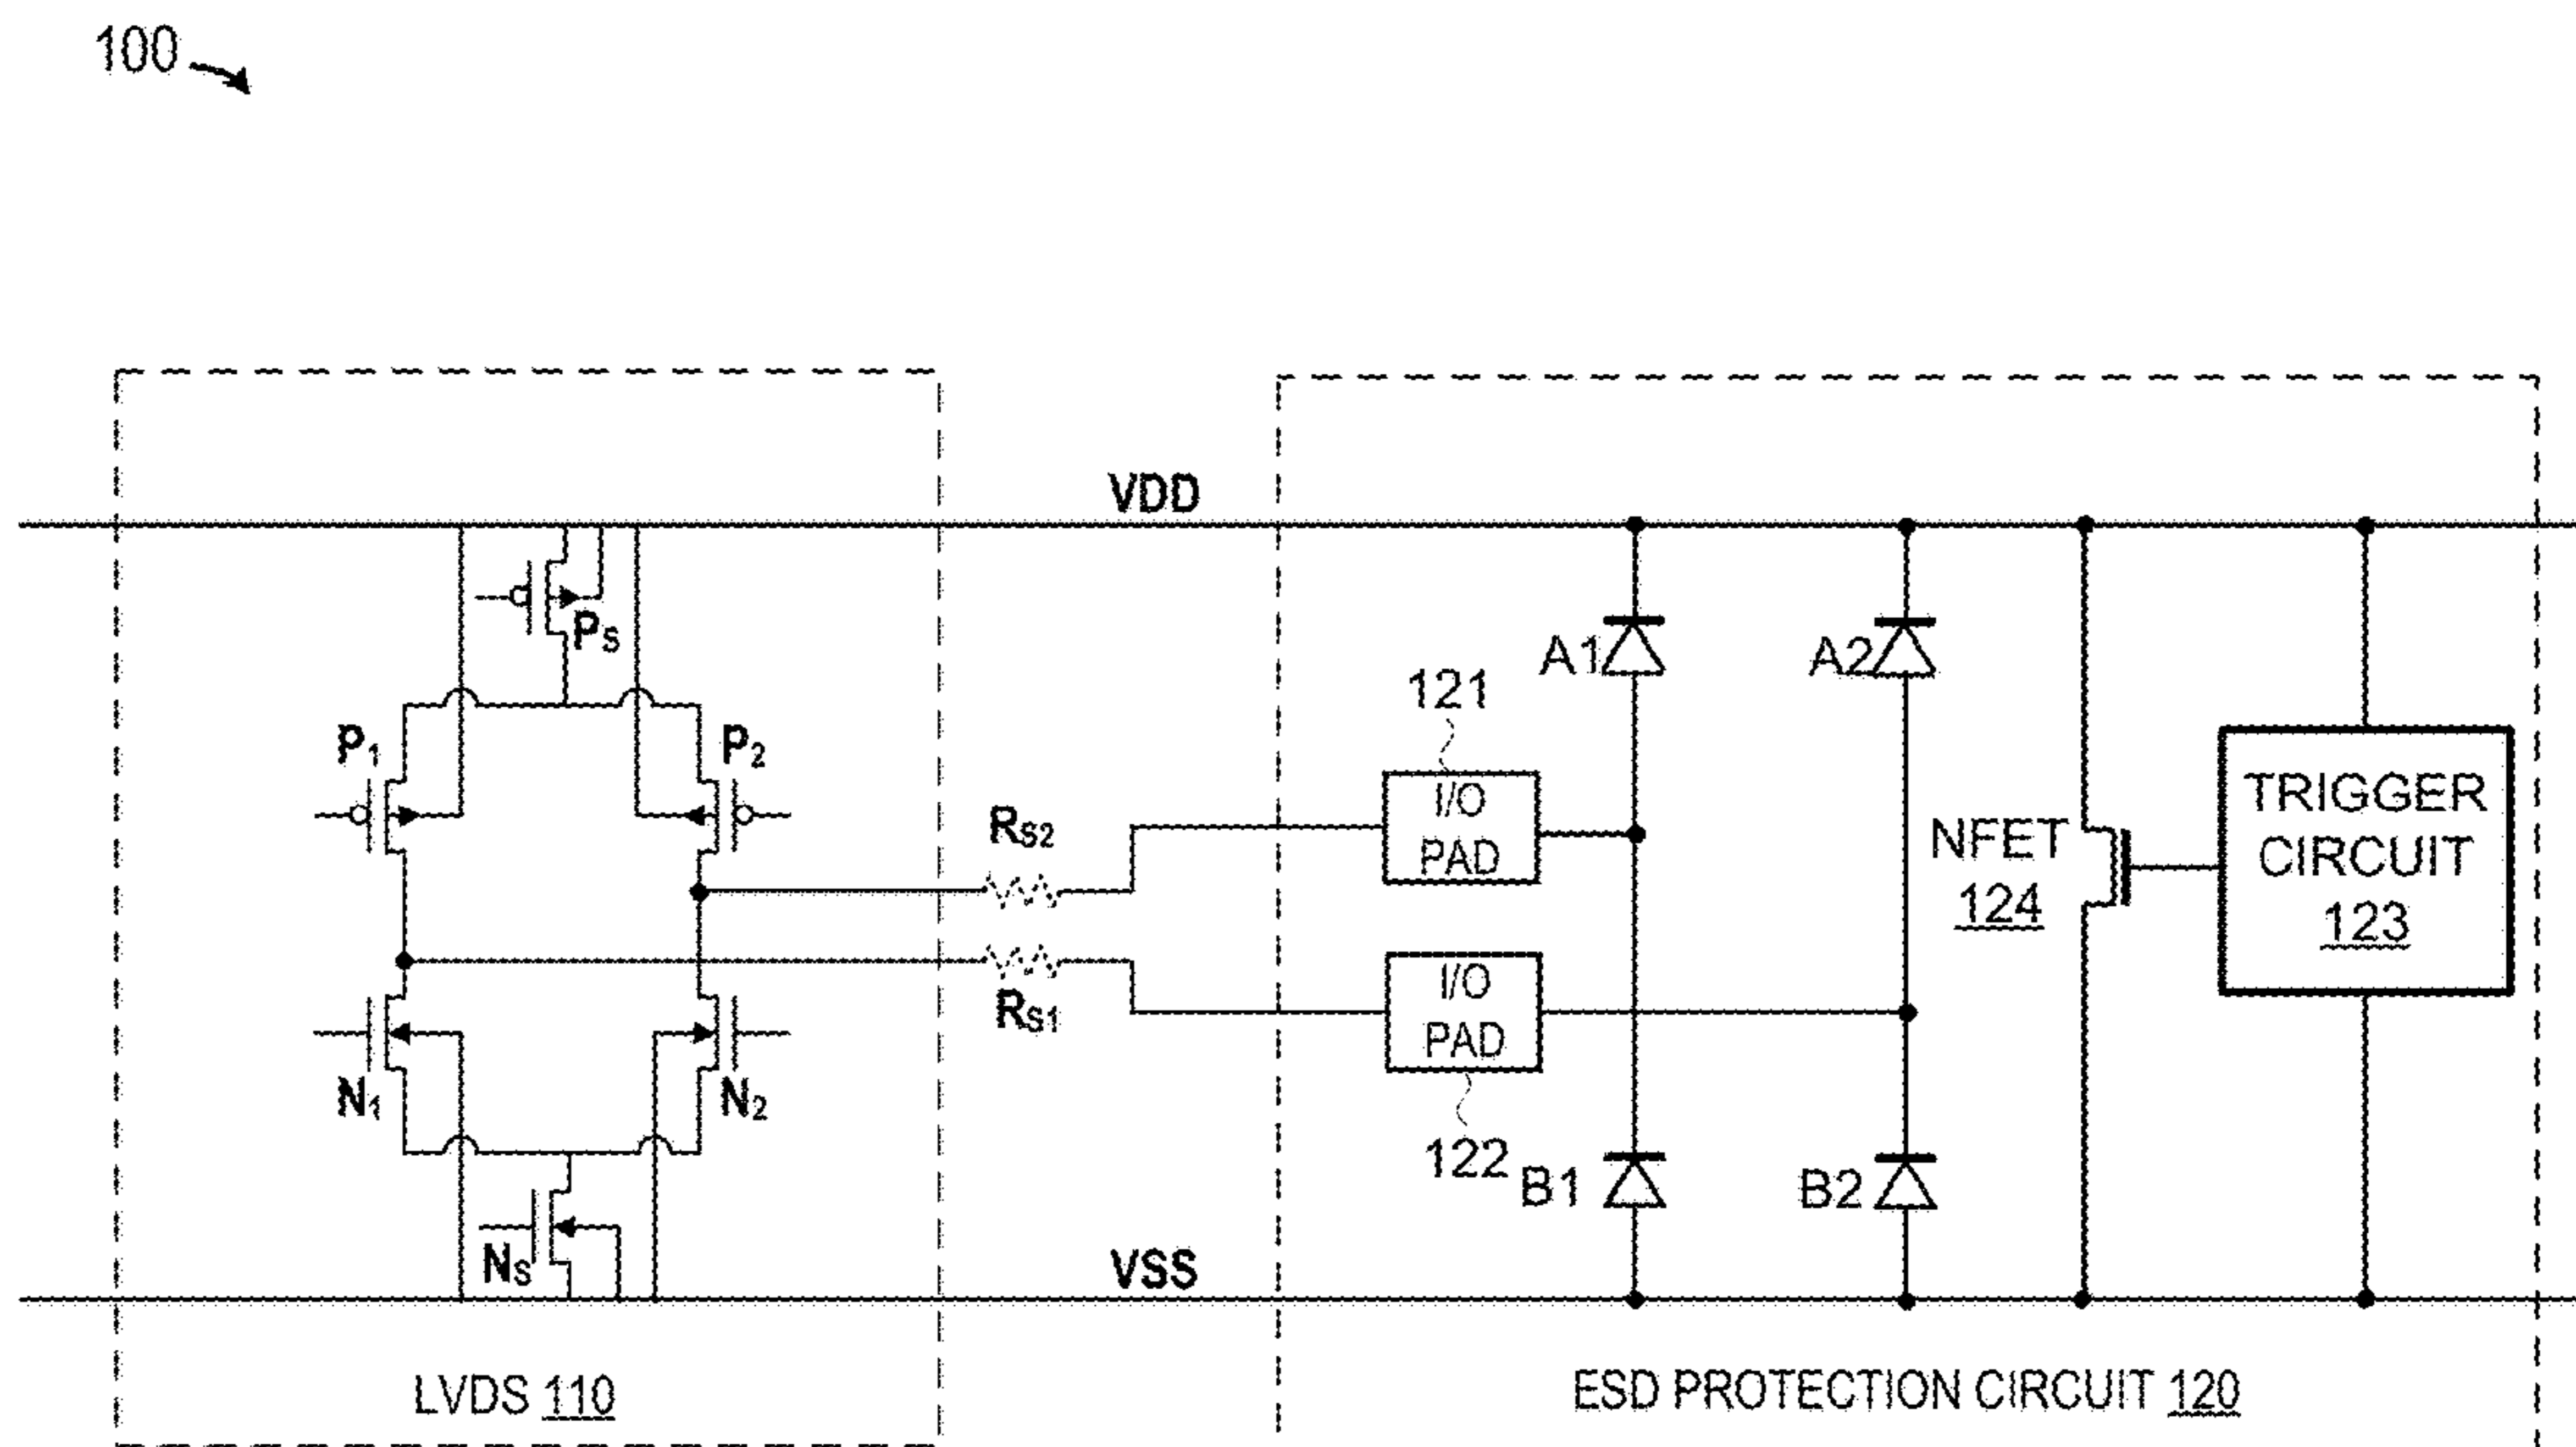 100
VDD
PS
P1
P2
A1
A2
121
I/O
PAD
RS2
NFET
124
TRIGGER
CIRCUIT
123
I/O
PAD
RS1
N1
N2
122
B1
B2
NS
VSS
LVDS 110
ESD PROTECTION CIRCUIT 120